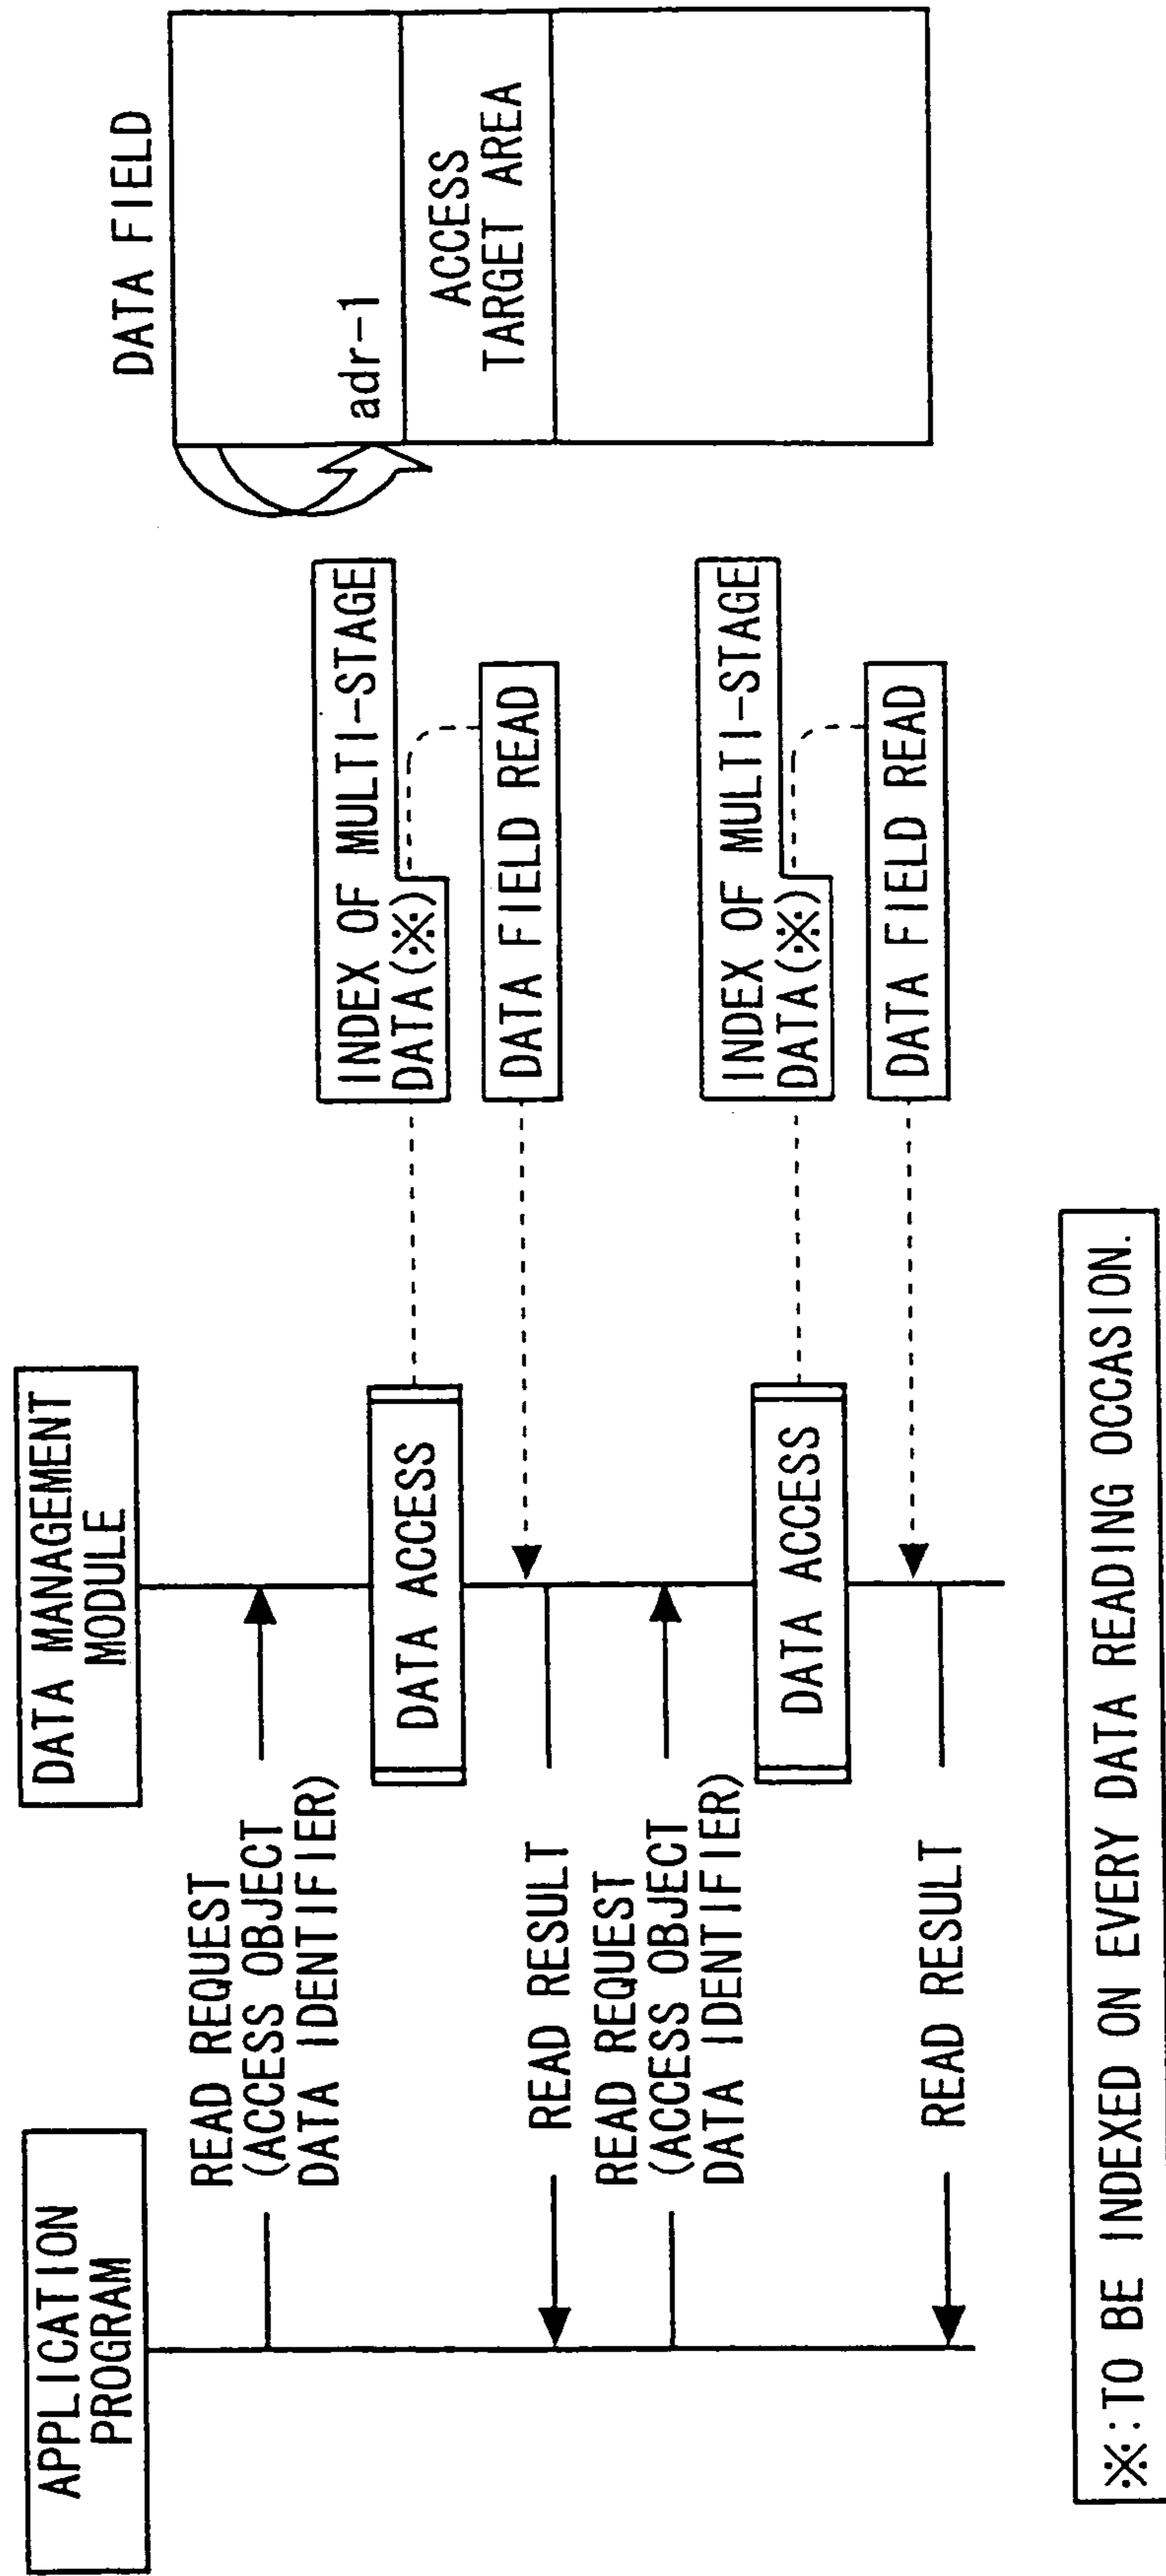 APPLICATION
PROGRAM
DATA MANAGEMENT
MODULE
READ REQUEST
(ACCESS OBJECT
DATA IDENTIFIER)
DATA ACCESS
INDEX OF MULTI-STAGE
DATA(※)
DATA FIELD READ
READ RESULT
READ REQUEST
(ACCESS OBJECT
DATA IDENTIFIER)
DATA ACCESS
INDEX OF MULTI-STAGE
DATA(※)
DATA FIELD READ
READ RESULT
DATA FIELD
adr-1
ACCESS
TARGET AREA
※:TO BE INDEXED ON EVERY DATA READING OCCASION.